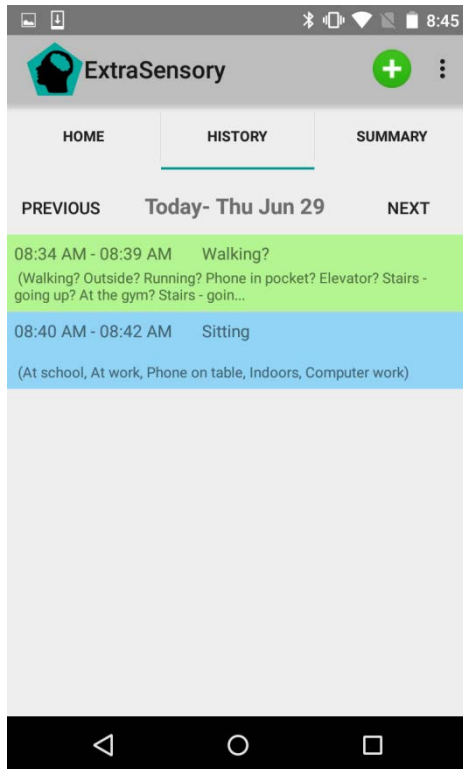 8:45
ExtraSensory
HOME HISTORY SUMMARY
PREVIOUS Today- Thu Jun 29 NEXT
08:34 AM - 08:39 AM Walking?
(Walking? Outside? Running? Phone in pocket? Elevator? Stairs -
going up? At the gym? Stairs - goin...
08:40 AM - 08:42 AM Sitting
(At school, At work, Phone on table, Indoors, Computer work)